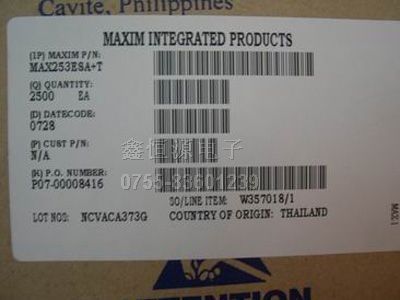 Cavite, Philippines
MAXIM INTEGRATED PRODUCTS
(1P) MAXIM P/N:
MAX253ESA+T
(Q) QUANTITY:
2500 EA
(D) DATECODE:
0728
(P) CUST P/N:
N/A
鑫恒源电子
(K) P.O. NUMBER:
P07-00008416
0755-83601239
SO/LINE ITEM: W357018/1
LOT NOS: NCVACA373G COUNTRY OF ORIGIN: THAILAND
ATTENTION